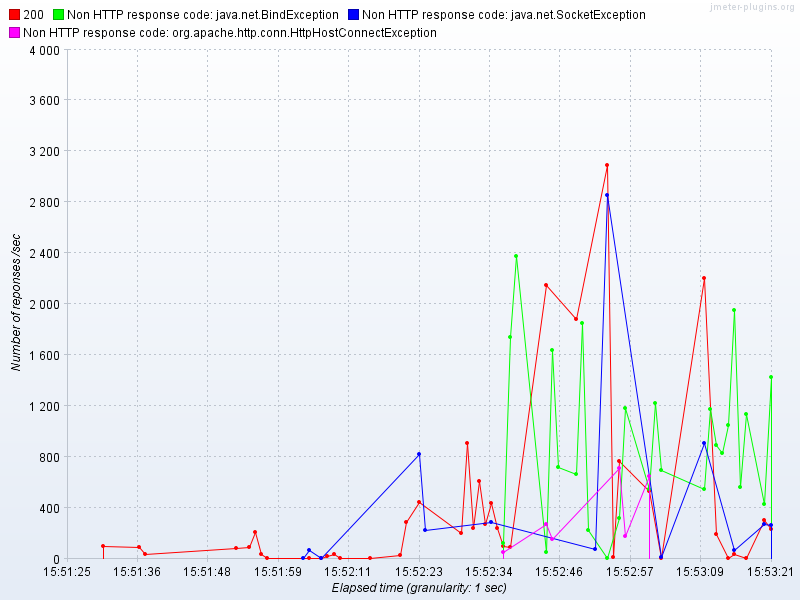 jmeter-plugins.org
200 Non HTTP response code: java.net.BindException Non HTTP response code: java.net.SocketException
Non HTTP response code: org.apache.http.conn.HttpHostConnectException
4 000
3 600
3 200
2 800
2 400
2 000
1 600
1 200
800
400
0
Number of reponses /sec
15:51:25 15:51:36 15:51:48 15:51:59 15:52:11 15:52:23 15:52:34 15:52:46 15:52:57 15:53:09 15:53:21
Elapsed time (granularity: 1 sec)